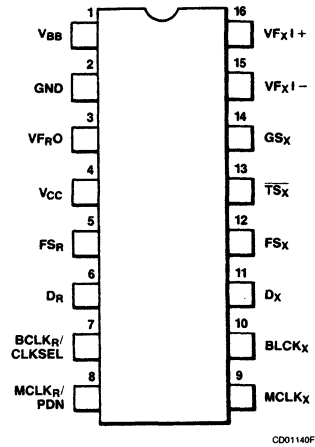 1 16
VBB VFXI+
2 15
GND VFXI−
3 14
VFRO GSX
4 13
VCC TSX
5 12
FSR FSX
6 11
DR DX
7 10
BCLKR/
CLKSEL BLCKX
8 9
MCLKR/
PDN MCLKX
CD01140F